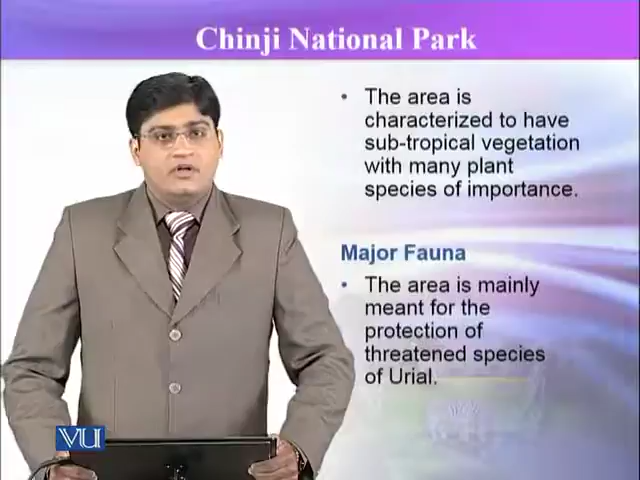 Chinji National Park
• The area is
characterized to have
sub-tropical vegetation
with many plant
species of importance.
Major Fauna
• The area is mainly
meant for the
protection of
threatened species
of Urial.
VU